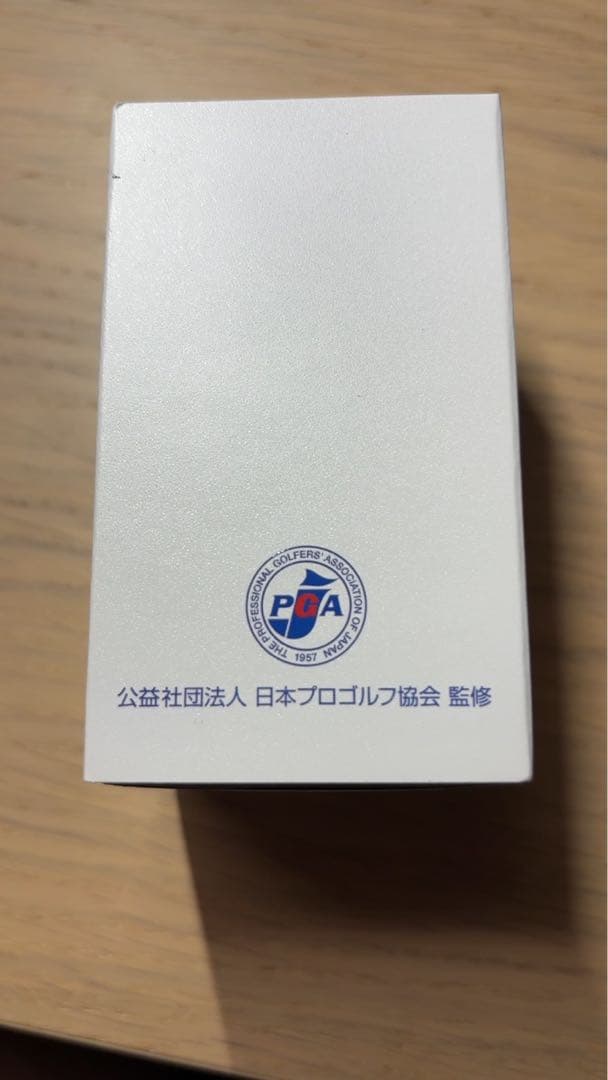 THE PROFESSIONAL GOLFERS' ASSOCIATION OF JAPAN
PGA
1957
公益社団法人 日本プロゴルフ協会 監修